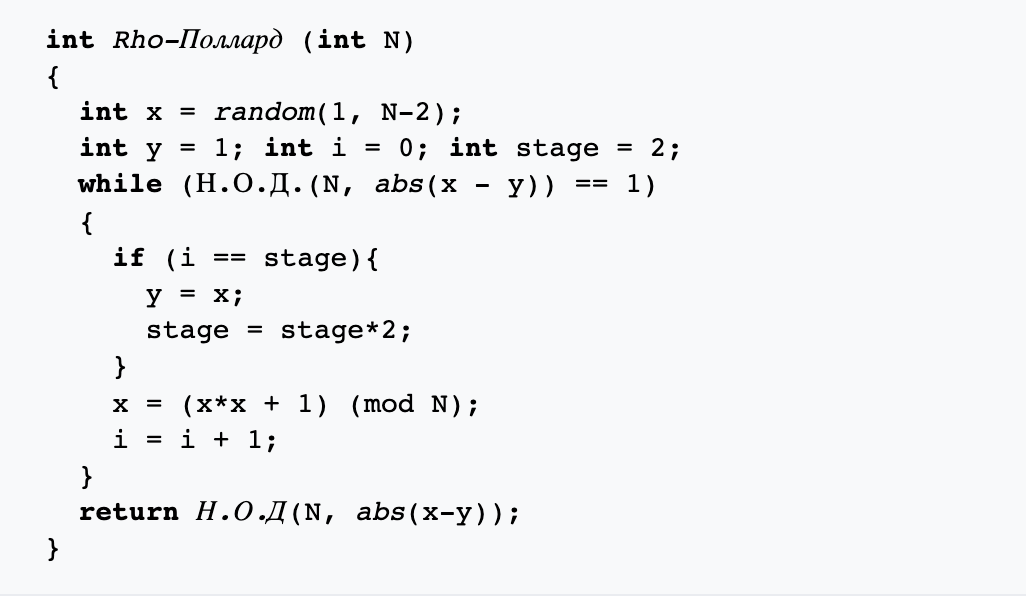 int Rho-Поллард (int N)
{
int x = random(1, N-2);
int y = 1; int i = 0; int stage = 2;
while (Н.О.Д.(N, abs(x - y)) == 1)
{
if (i == stage){
y = x;
stage = stage*2;
}
x = (x*x + 1) (mod N);
i = i + 1;
}
return Н.О.Д(N, abs(x-y));
}